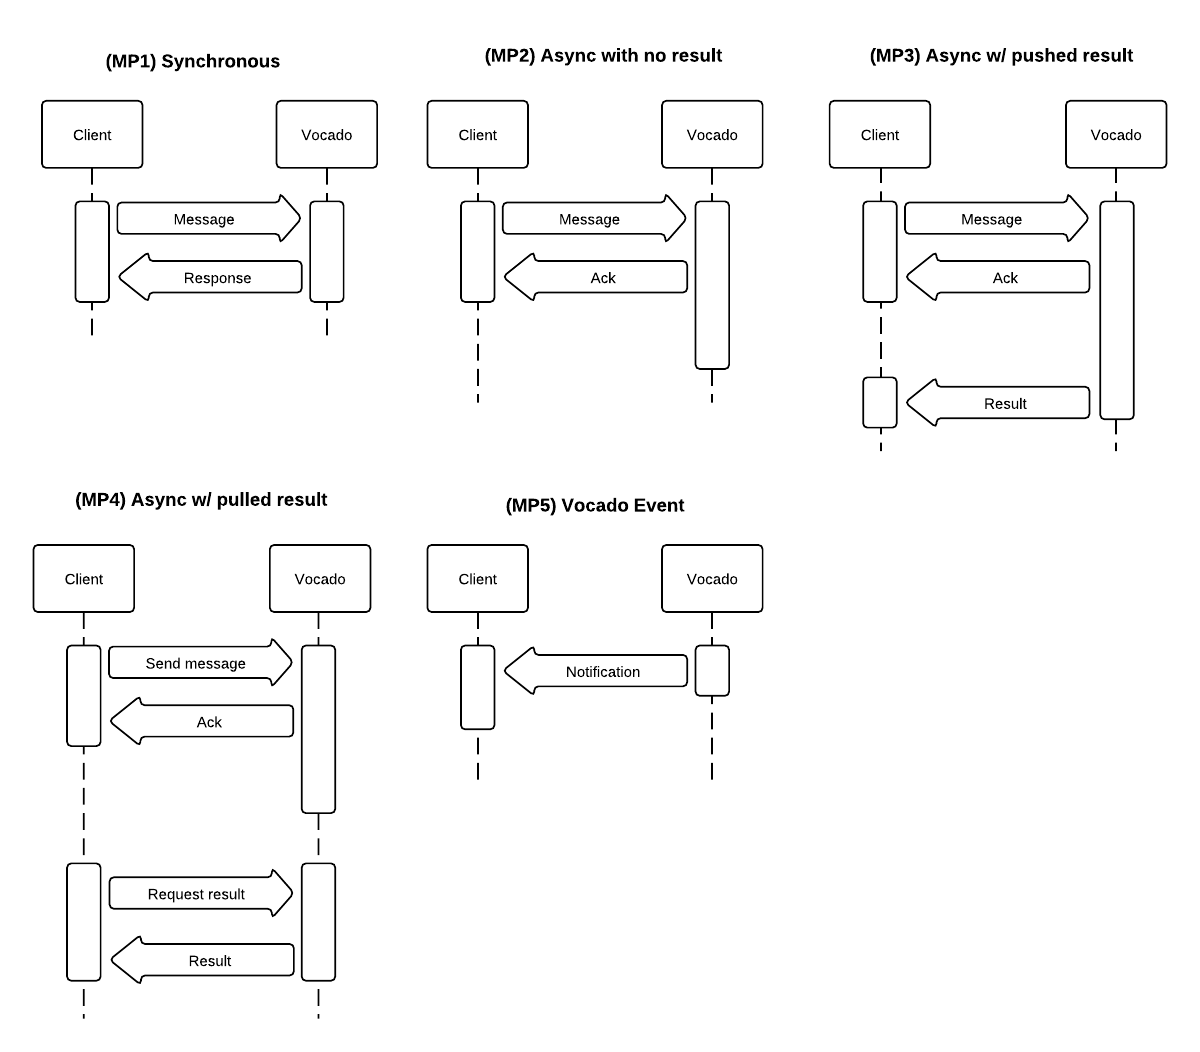 (MP1) Synchronous
Client
Vocado
Message
Response
(MP2) Async with no result
Client
Vocado
Message
Ack
(MP3) Async w/ pushed result
Client
Vocado
Message
Ack
Result
(MP4) Async w/ pulled result
Client
Vocado
Send message
Ack
Request result
Result
(MP5) Vocado Event
Client
Vocado
Notification